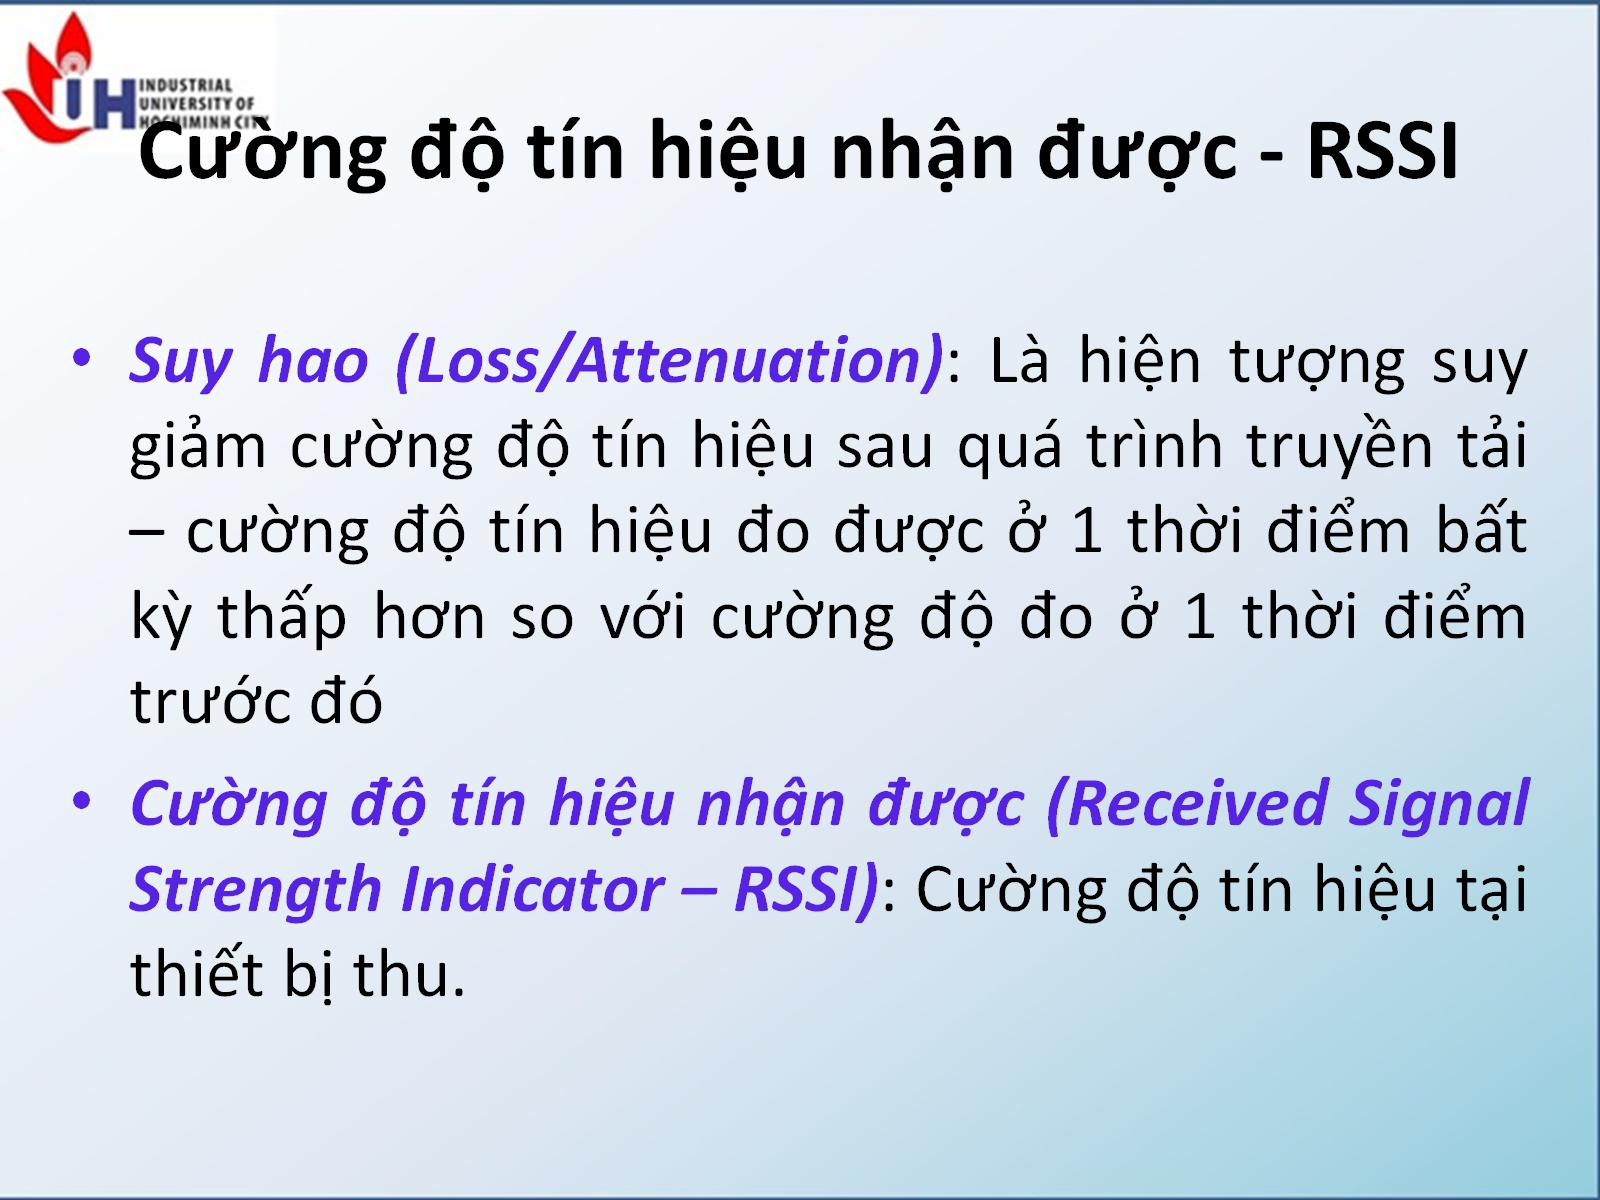 IUH INDUSTRIAL
UNIVERSITY OF
HOCHIMINH CITY
Cường độ tín hiệu nhận được - RSSI
• Suy hao (Loss/Attenuation): Là hiện tượng suy
giảm cường độ tín hiệu sau quá trình truyền tải
– cường độ tín hiệu đo được ở 1 thời điểm bất
kỳ thấp hơn so với cường độ đo ở 1 thời điểm
trước đó
• Cường độ tín hiệu nhận được (Received Signal
Strength Indicator – RSSI): Cường độ tín hiệu tại
thiết bị thu.